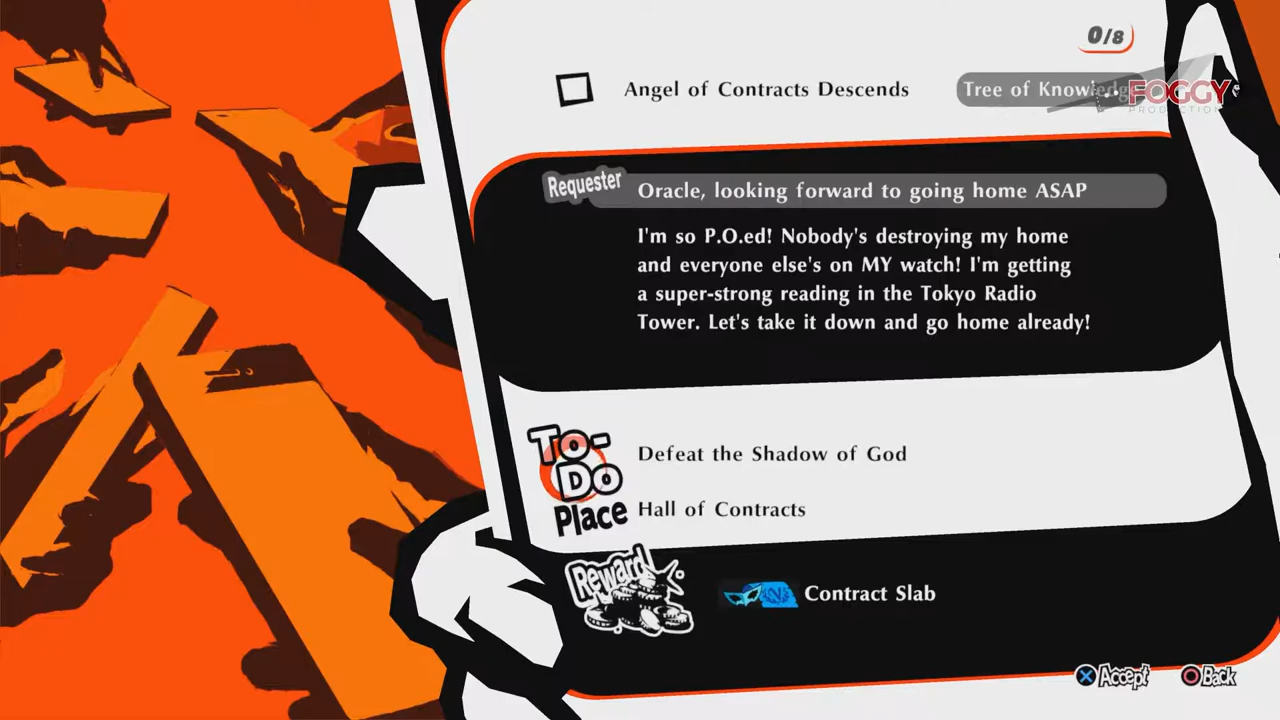 0/8
Angel of Contracts Descends
Tree of Knowledge
FOGGY
PRODUCTION
Requester
Oracle, looking forward to going home ASAP
I'm so P.O.ed! Nobody's destroying my home
and everyone else's on MY watch! I'm getting
a super-strong reading in the Tokyo Radio
Tower. Let's take it down and go home already!
To-
Do
Defeat the Shadow of God
Place
Hall of Contracts
Reward
Contract Slab
Accept
Back